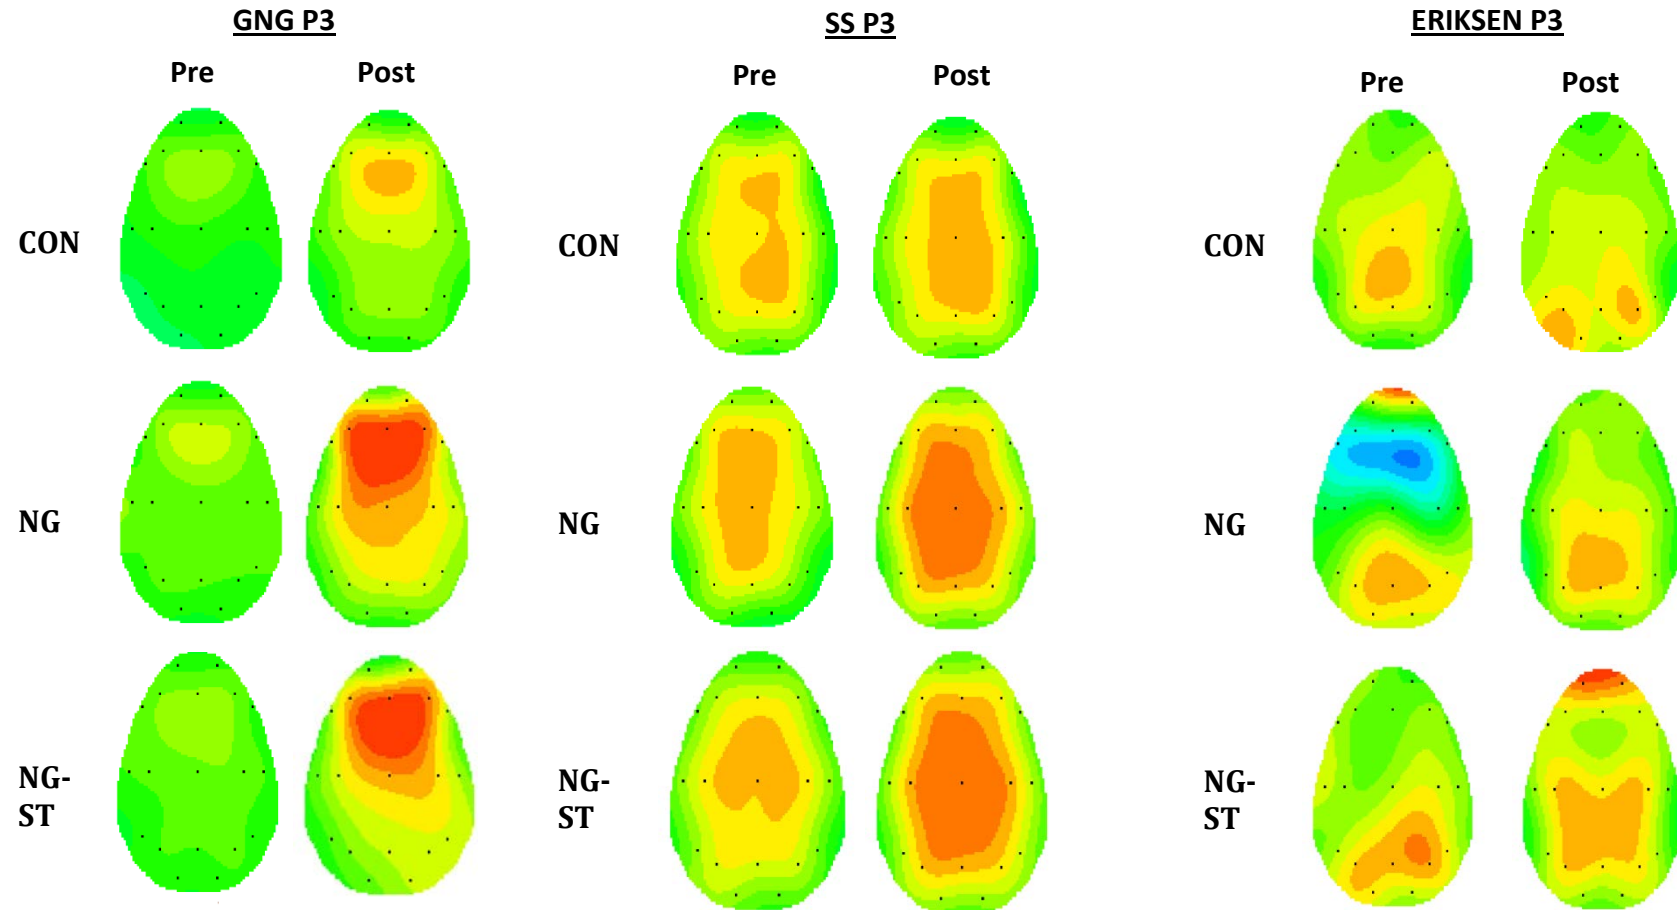 GNG P3
SS P3
ERIKSEN P3
Pre
Post
Pre
Post
Pre
Post
CON
CON
CON
NG
NG
NG
NG-
ST
NG-
ST
NG-
ST